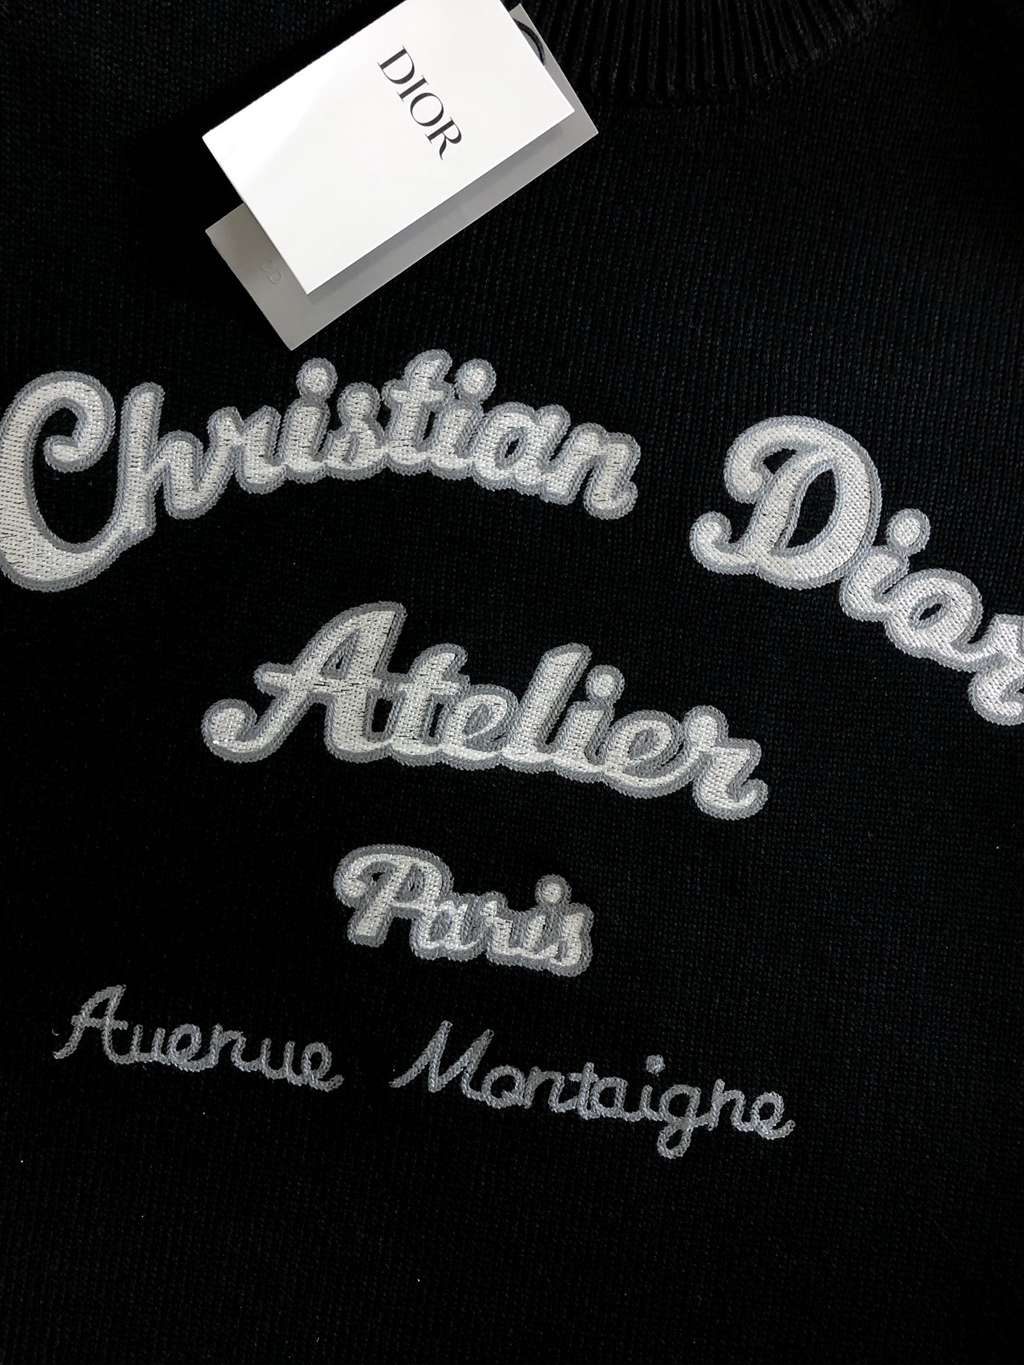 DIOR
Christian Dior
Atelier
Paris
Avenue Montaigne